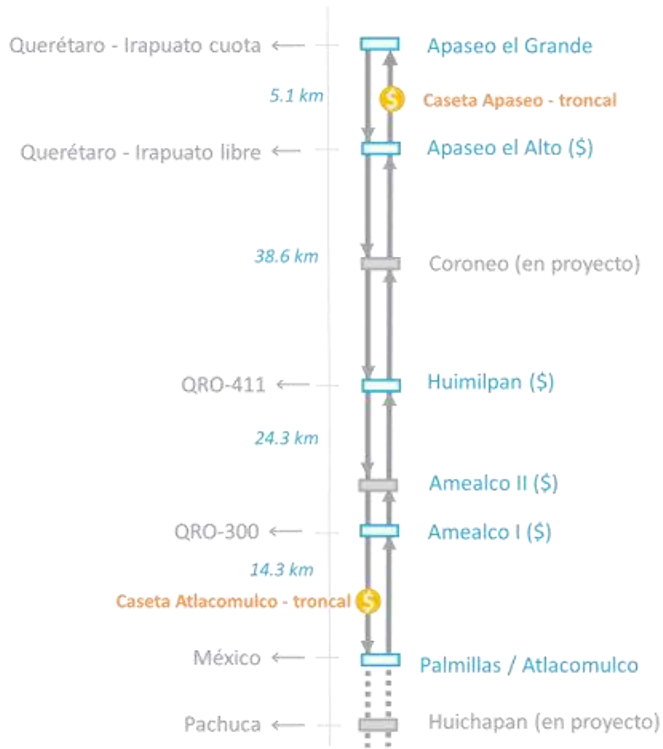 Querétaro - Irapuato cuota
Apaseo el Grande
5.1 km
$
Caseta Apaseo - troncal
Querétaro - Irapuato libre
Apaseo el Alto ($)
38.6 km
Coroneo (en proyecto)
QRO-411
Huimilpan ($)
24.3 km
Amealco II ($)
QRO-300
Amealco I ($)
14.3 km
Caseta Atlacomulco - troncal
$
México
Palmillas / Atlacomulco
Pachuca
Huichapan (en proyecto)